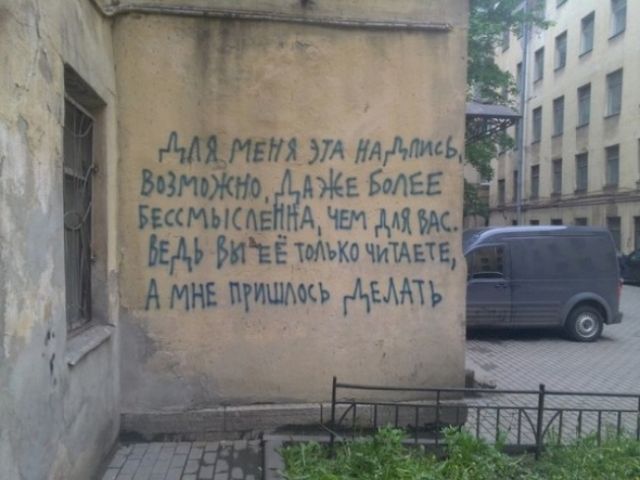 Для меня эта надпись,
возможно, даже более
бессмысленна, чем для вас.
Ведь вы её только читаете,
а мне пришлось делать